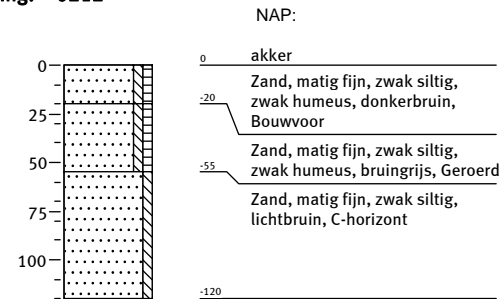 NAP:
0 akker
Zand, matig fijn, zwak siltig,
-20 zwak humeus, donkerbruin,
Bouwvoor
Zand, matig fijn, zwak siltig,
-55 zwak humeus, bruingrijs, Geroerd
Zand, matig fijn, zwak siltig,
lichtbruin, C-horizont
-120
0
25
50
75
100